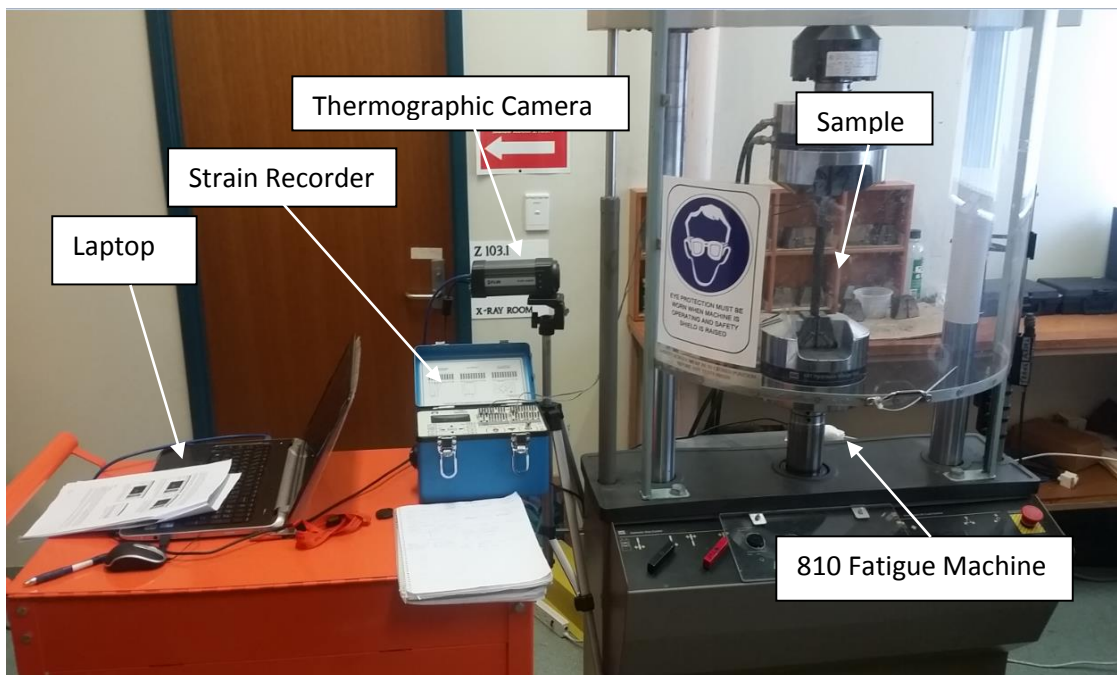 Thermographic Camera
Sample
Strain Recorder
Laptop
Z 103.1
X-RAY ROOM
EYE PROTECTION MUST BE
WORN WHEN MACHINE IS
OPERATING AND SAFETY
SHIELD IS RAISED
810 Fatigue Machine